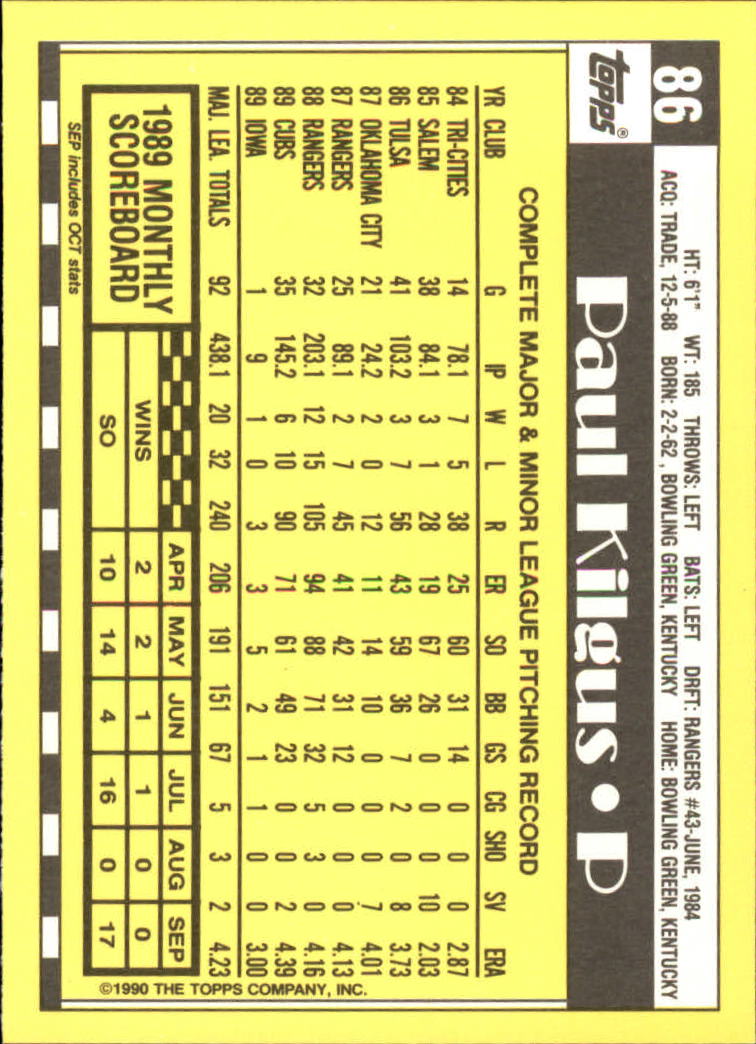 86
topps®
HT: 6'1" WT: 185 THROWS: LEFT BATS: LEFT DRFT: RANGERS #43-JUNE, 1984
ACQ: TRADE, 12-5-88 BORN: 2-2-62 , BOWLING GREEN, KENTUCKY HOME: BOWLING GREEN, KENTUCKY
Paul Kilgus • P
COMPLETE MAJOR & MINOR LEAGUE PITCHING RECORD
YR CLUB G IP W L R ER SO BB GS CG SHO SV ERA
84 TRI-CITIES 14 78.1 7 5 38 25 60 31 14 0 0 0 2.87
85 SALEM 38 84.1 3 1 28 19 67 26 0 0 0 10 2.03
86 TULSA 41 103.2 3 7 56 43 59 36 7 2 0 8 3.73
87 OKLAHOMA CITY 21 24.2 2 0 12 11 14 10 0 0 0 7 4.01
87 RANGERS 25 89.1 2 7 45 41 42 31 12 0 0 0 4.13
88 RANGERS 32 203.1 12 15 105 94 88 71 32 5 3 0 4.16
89 CUBS 35 145.2 6 10 90 71 61 49 23 0 0 2 4.39
89 IOWA 1 9 1 0 3 3 5 2 1 1 0 0 3.00
MAJ. LEA. TOTALS 92 438.1 20 32 240 206 191 151 67 5 3 2 4.23
1989 MONTHLY
SCOREBOARD
APR MAY JUN JUL AUG SEP
WINS 2 2 1 1 0 0
SO 10 14 4 16 0 17
SEP includes OCT stats
©1990 THE TOPPS COMPANY, INC.